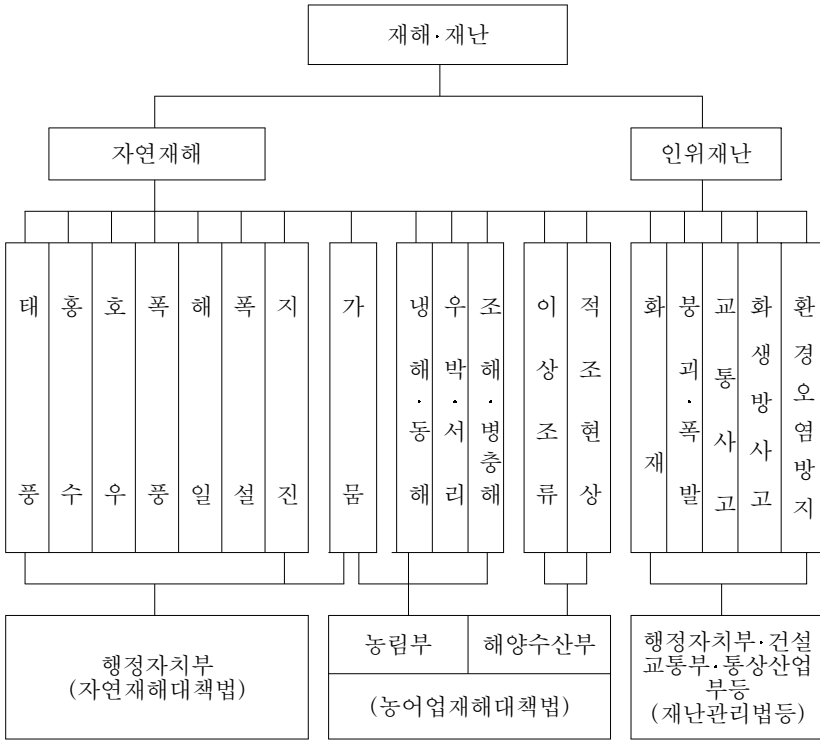 재해·재난
자연재해
인위재난
태풍
홍수
호우
폭풍
해일
폭설
지진
가뭄
냉해·동해
우박·서리
조해·병충해
이상조류
적조현상
화재
붕괴·폭발
교통사고
화생방사고
환경오염방지
행정자치부
(자연재해대책법)
농림부
해양수산부
(농어업재해대책법)
행정자치부·건설
교통부·통상산업
부등
(재난관리법등)